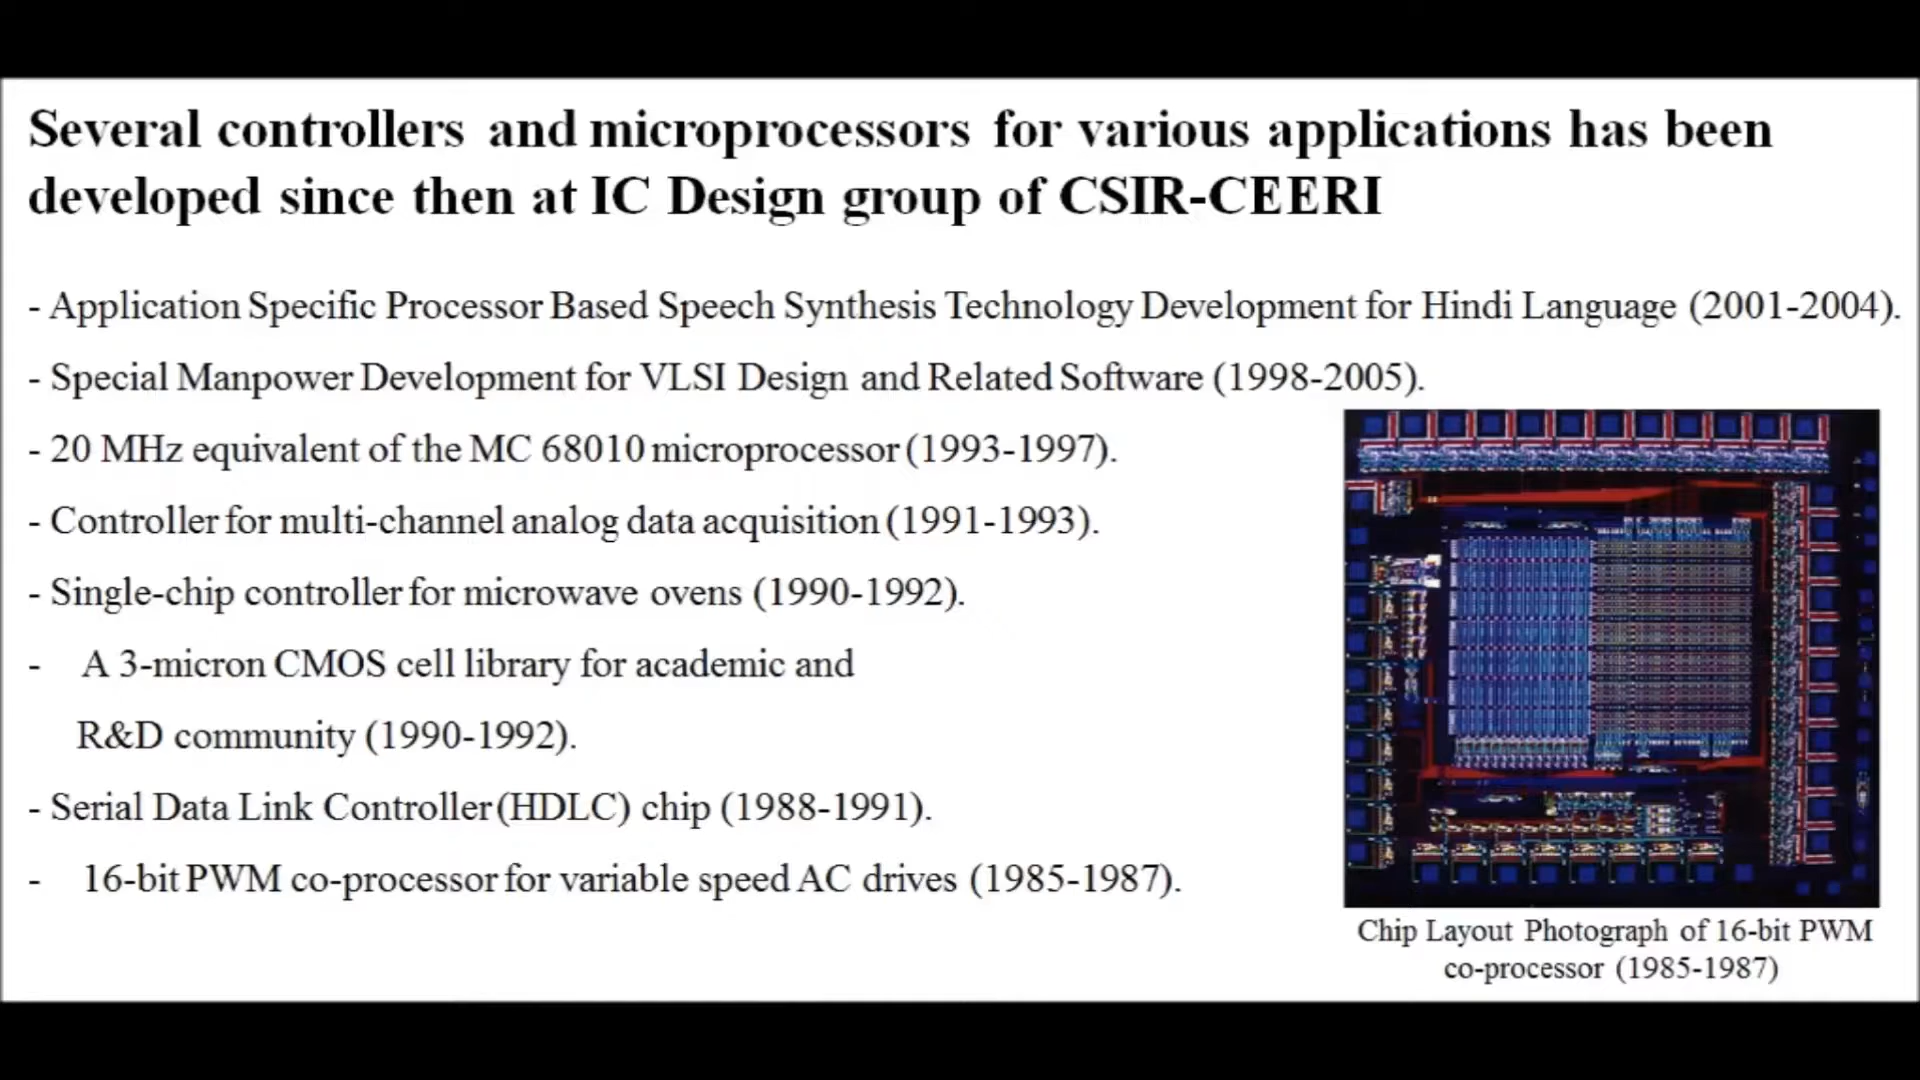 Several controllers and microprocessors for various applications has been
developed since then at IC Design group of CSIR-CEERI
- Application Specific Processor Based Speech Synthesis Technology Development for Hindi Language (2001-2004).
- Special Manpower Development for VLSI Design and Related Software (1998-2005).
- 20 MHz equivalent of the MC 68010 microprocessor (1993-1997).
- Controller for multi-channel analog data acquisition (1991-1993).
- Single-chip controller for microwave ovens (1990-1992).
- A 3-micron CMOS cell library for academic and
R&D community (1990-1992).
- Serial Data Link Controller (HDLC) chip (1988-1991).
- 16-bit PWM co-processor for variable speed AC drives (1985-1987).
Chip Layout Photograph of 16-bit PWM
co-processor (1985-1987)